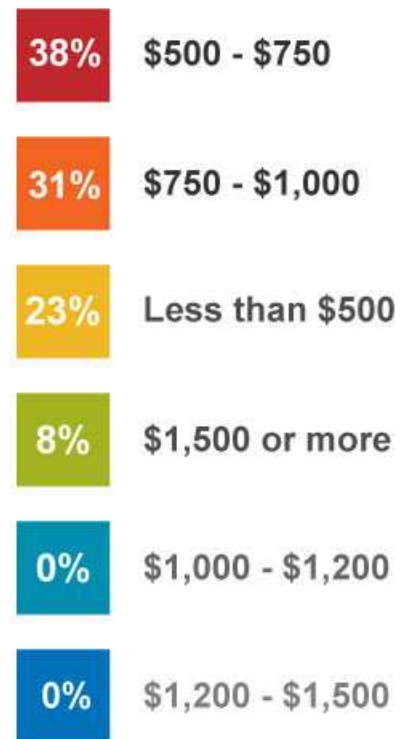 38% $500 - $750
31% $750 - $1,000
23% Less than $500
8% $1,500 or more
0% $1,000 - $1,200
0% $1,200 - $1,500